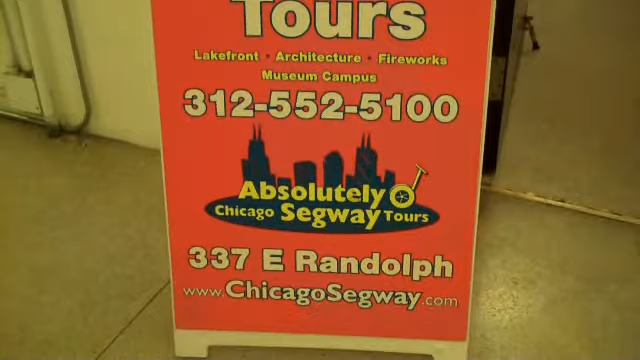 Tours
Lakefront • Architecture • Fireworks
Museum Campus
312-552-5100
Absolutely
Chicago Segway Tours
337 E Randolph
www.ChicagoSegway.com